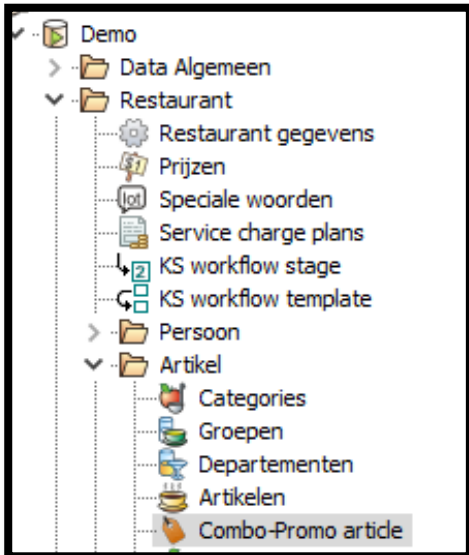 Demo
Data Algemeen
Restaurant
Restaurant gegevens
Prijzen
Speciale woorden
Service charge plans
KS workflow stage
KS workflow template
Persoon
Artikel
Categories
Groepen
Departementen
Artikelen
Combo-Promo article